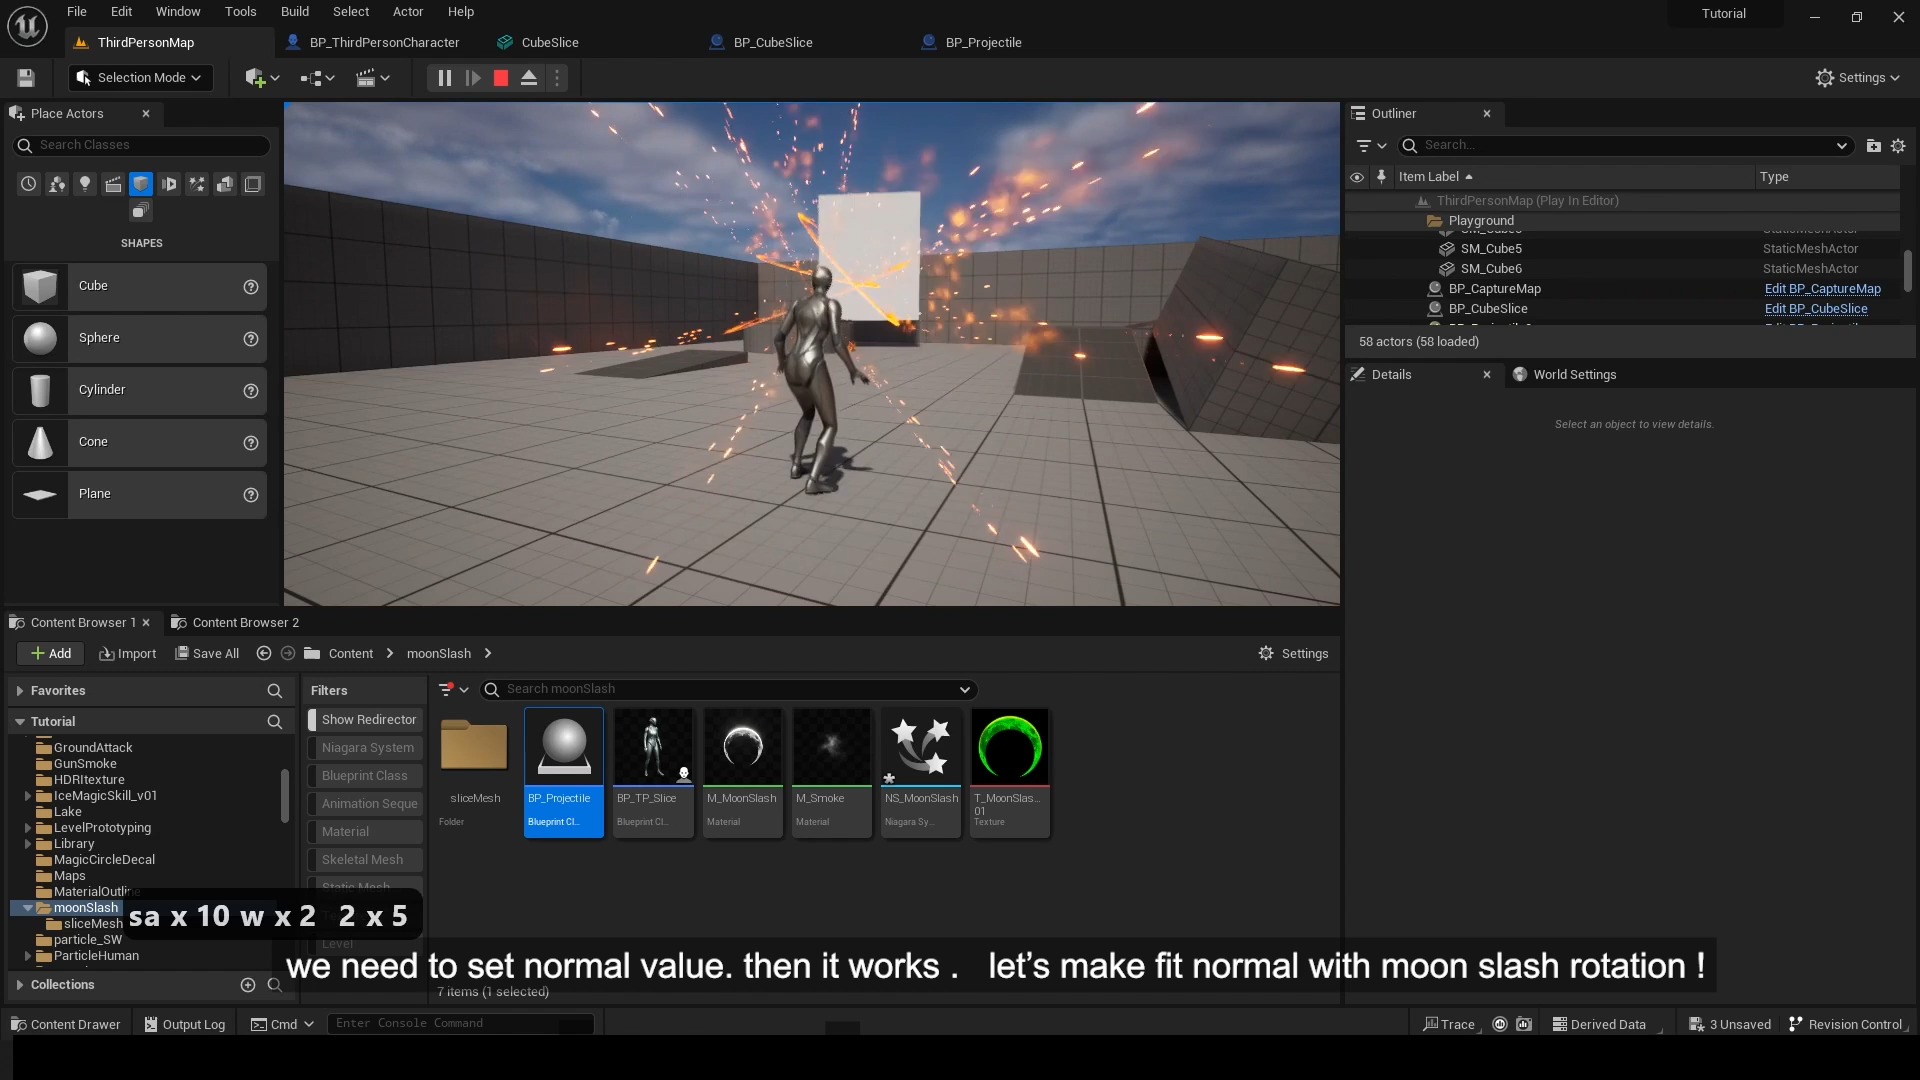 File Edit Window Tools Build Select Actor Help
Tutorial
ThirdPersonMap
BP_ThirdPersonCharacter
CubeSlice
BP_CubeSlice
BP_Projectile
Selection Mode
Settings
Place Actors
Search Classes
SHAPES
Cube
Sphere
Cylinder
Cone
Plane
Outliner
Search...
Item Label
Type
ThirdPersonMap (Play In Editor)
Playground
SM_Cube5 StaticMeshActor
SM_Cube6 StaticMeshActor
BP_CaptureMap Edit BP_CaptureMap
BP_CubeSlice Edit BP_CubeSlice
58 actors (58 loaded)
Details
World Settings
Select an object to view details.
Content Browser 1
Content Browser 2
Add
Import
Save All
Content
moonSlash
Settings
Favorites
Tutorial
GroundAttack
GunSmoke
HDRItexture
IceMagicSkill_v01
Lake
LevelPrototyping
Library
MagicCircleDecal
Maps
MaterialOutline
moonSlash
sliceMesh
particle_SW
ParticleHuman
Collections
Filters
Show Redirector
Niagara System
Blueprint Class
Animation Seque
Material
Skeletal Mesh
Static Mesh
Level
Search moonSlash
sliceMesh
Folder
BP_Projectile
Blueprint Cl...
BP_TP_Slice
Blueprint Cl...
M_MoonSlash
Material
M_Smoke
Material
NS_MoonSlash
Niagara Sy...
T_MoonSlas...
01
Texture
sa x 10 w x 2 2 x 5
we need to set normal value. then it works . let's make fit normal with moon slash rotation !
7 items (1 selected)
Content Drawer
Output Log
Cmd
Enter Console Command
Trace
Derived Data
3 Unsaved
Revision Control